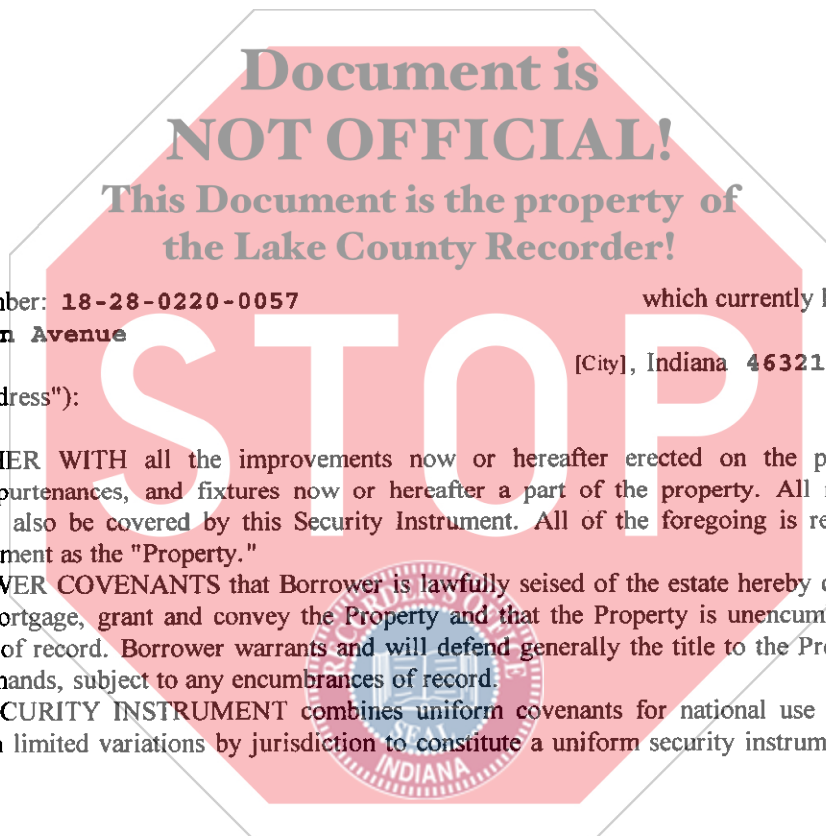 Document is
NOT OFFICIAL!
This Document is the property of
the Lake County Recorder!
nber: 18-28-0220-0057 which currently
n Avenue
[City], Indiana 46321
dress"):
STOP
IER WITH all the improvements now or hereafter erected on the p
purtenances, and fixtures now or hereafter a part of the property. All
also be covered by this Security Instrument. All of the foregoing is re
ment as the "Property."
VER COVENANTS that Borrower is lawfully seised of the estate hereby
ortgage, grant and convey the Property and that the Property is unencum
of record. Borrower warrants and will defend generally the title to the Pro
nands, subject to any encumbrances of record.
CURITY INSTRUMENT combines uniform covenants for national use
limited variations by jurisdiction to constitute a uniform security instrum
RECORDER'S OFFICE
SEAL
INDIANA